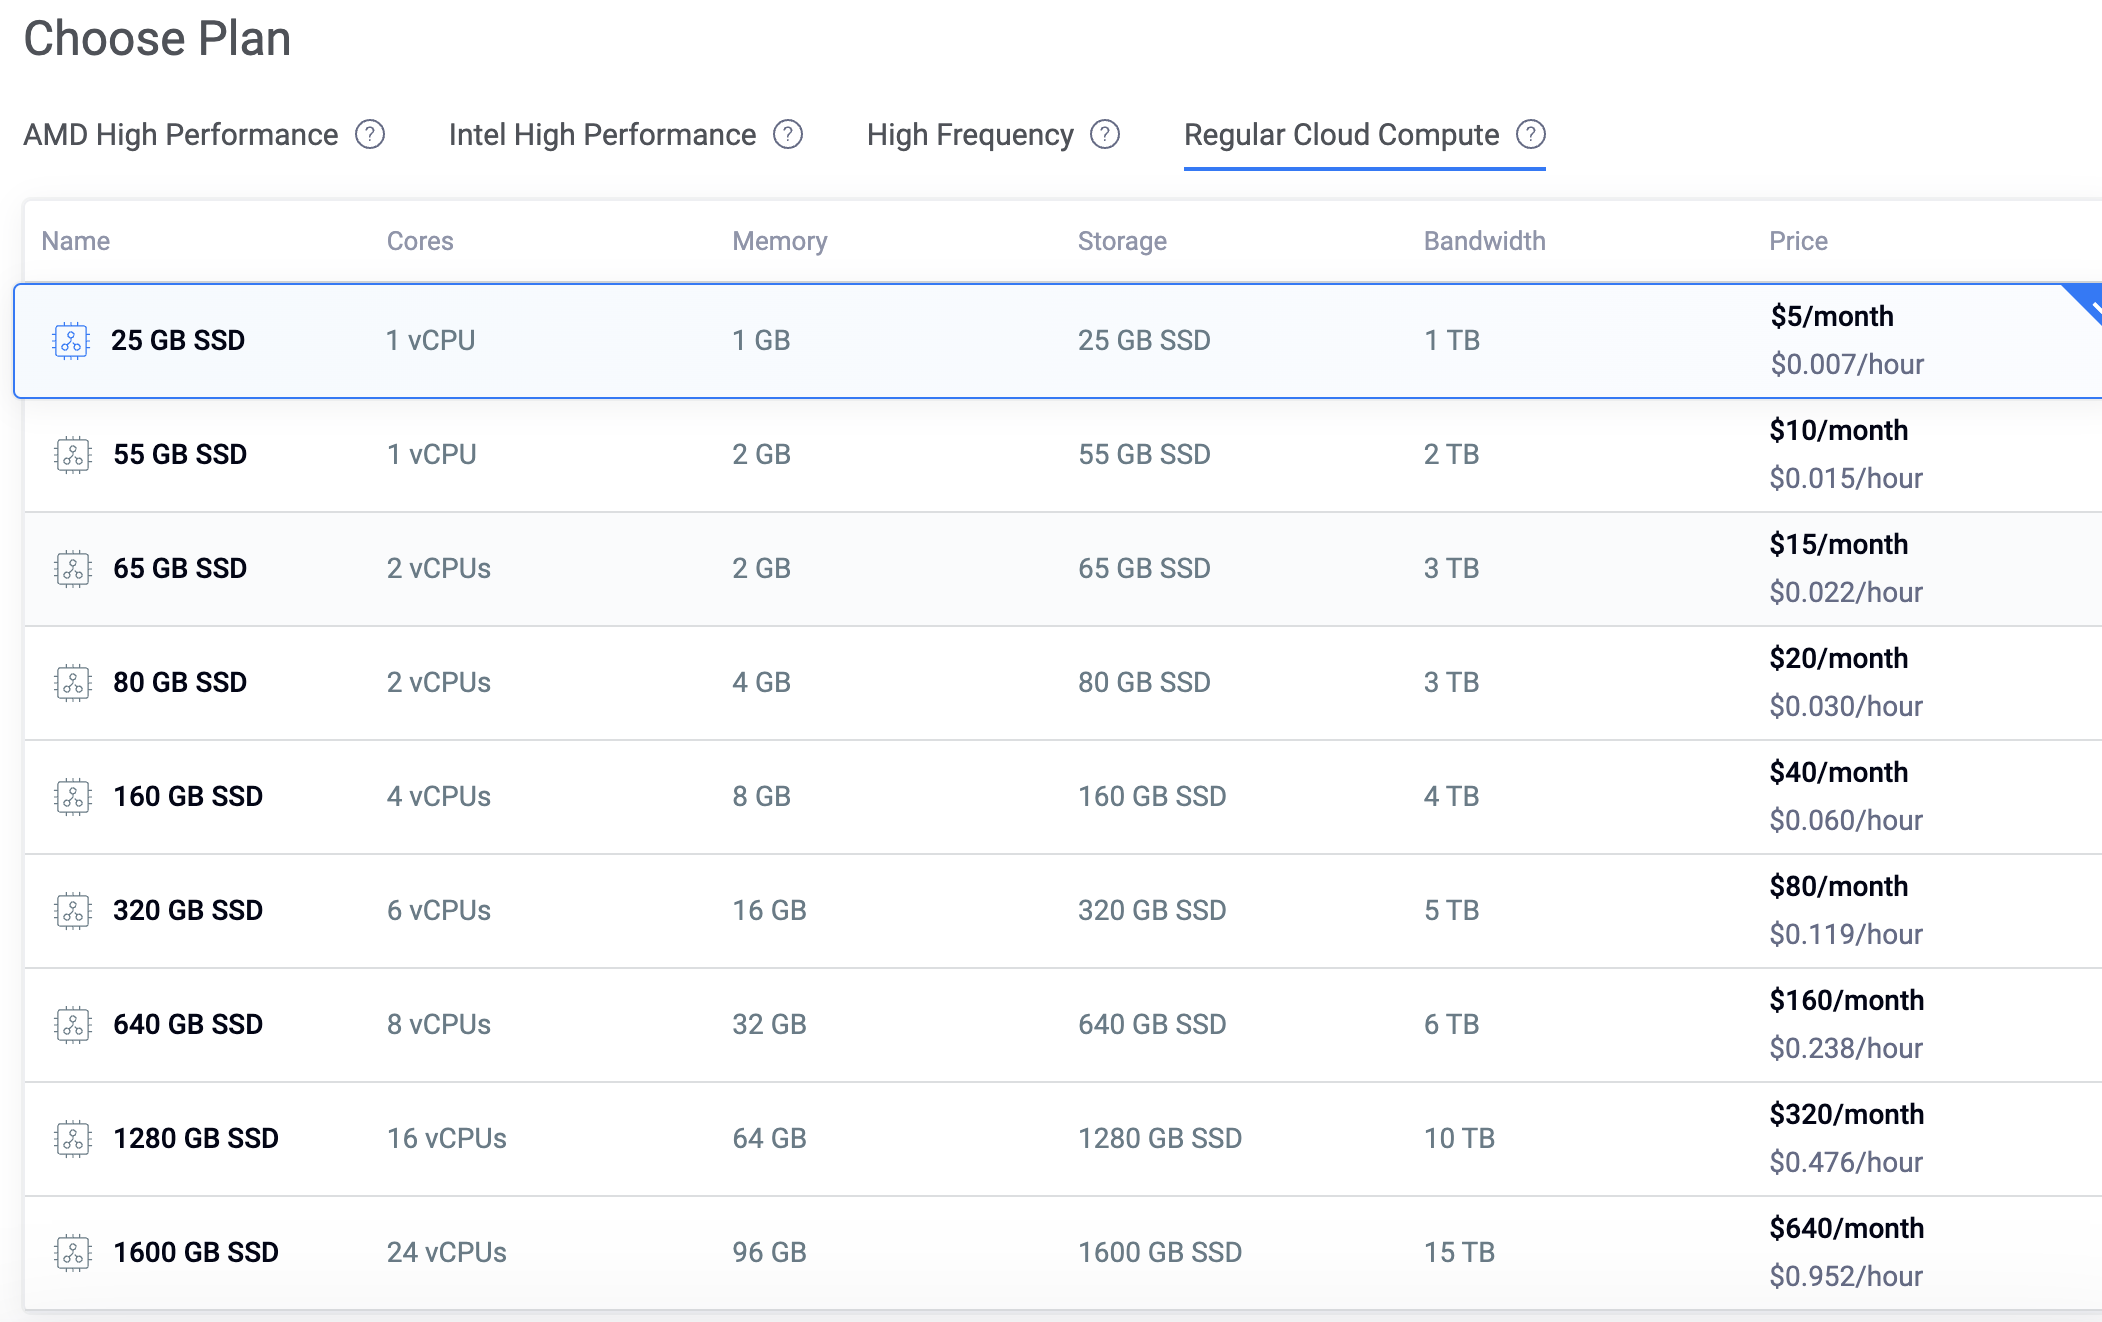 Choose Plan
AMD High Performance ? Intel High Performance ? High Frequency ? Regular Cloud Compute ?
Name Cores Memory Storage Bandwidth Price
25 GB SSD 1 vCPU 1 GB 25 GB SSD 1 TB $5/month
$0.007/hour
55 GB SSD 1 vCPU 2 GB 55 GB SSD 2 TB $10/month
$0.015/hour
65 GB SSD 2 vCPUs 2 GB 65 GB SSD 3 TB $15/month
$0.022/hour
80 GB SSD 2 vCPUs 4 GB 80 GB SSD 3 TB $20/month
$0.030/hour
160 GB SSD 4 vCPUs 8 GB 160 GB SSD 4 TB $40/month
$0.060/hour
320 GB SSD 6 vCPUs 16 GB 320 GB SSD 5 TB $80/month
$0.119/hour
640 GB SSD 8 vCPUs 32 GB 640 GB SSD 6 TB $160/month
$0.238/hour
1280 GB SSD 16 vCPUs 64 GB 1280 GB SSD 10 TB $320/month
$0.476/hour
1600 GB SSD 24 vCPUs 96 GB 1600 GB SSD 15 TB $640/month
$0.952/hour